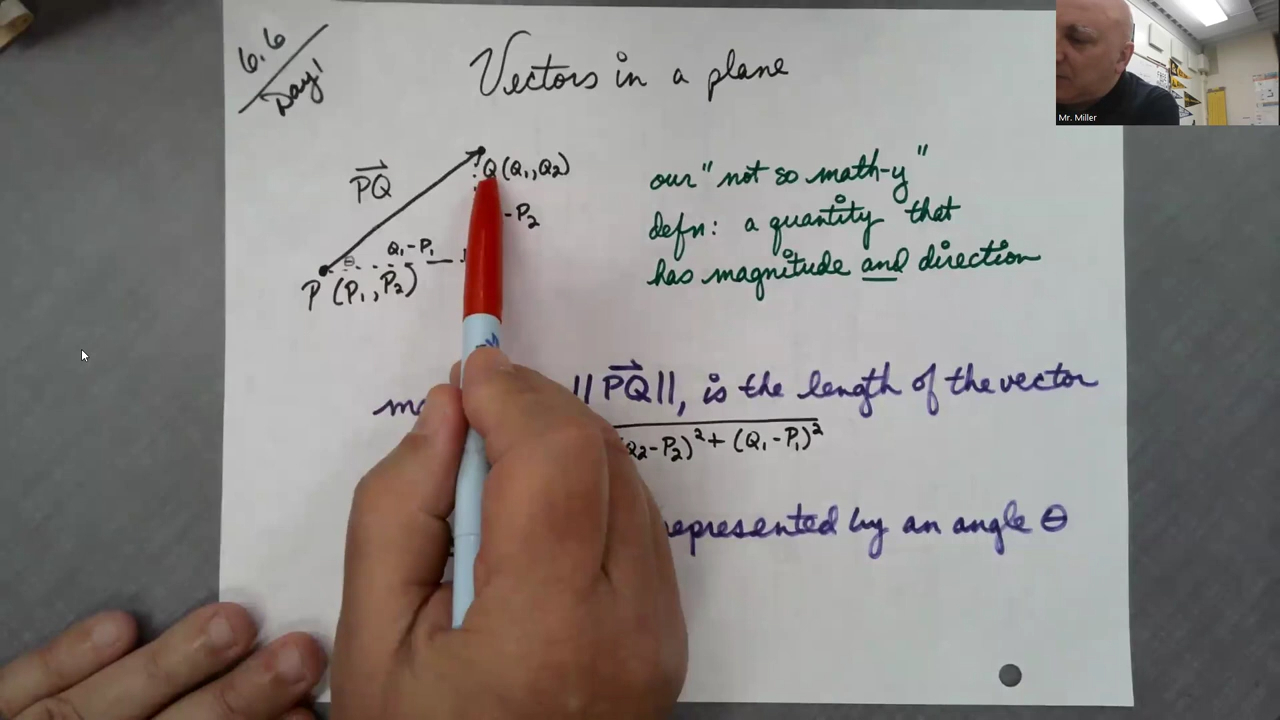 6.6
Day 1
Vectors in a plane
PQ
Q(Q1, Q2)
-P2
Q1-P1
θ
P(P1, P2)
our "not so math-y"
defn: a quantity that
has magnitude and direction
||PQ||, is the length of the vector
Q2-P2)²+(Q1-P1)²
represented by an angle θ
Mr. Miller